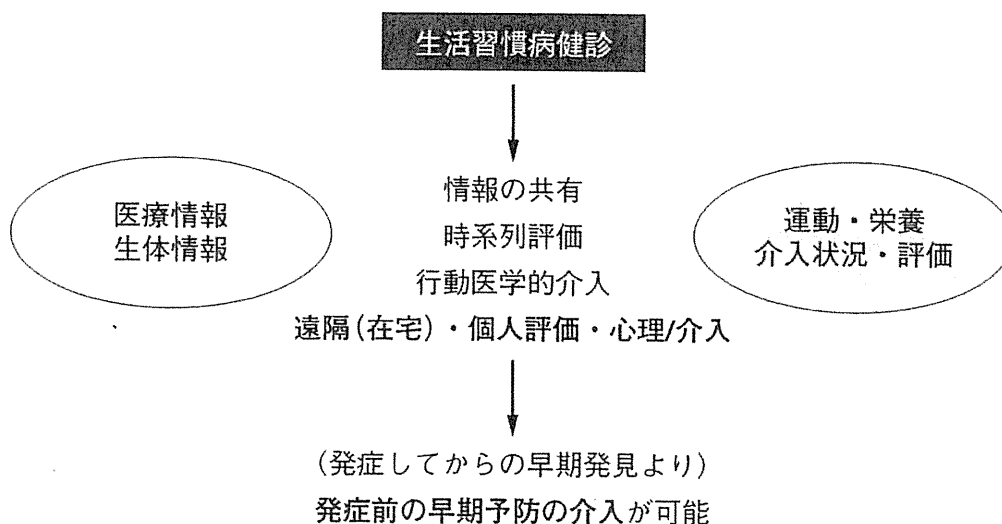 生活習慣病健診
情報の共有
時系列評価
行動医学的介入
遠隔(在宅)・個人評価・心理/介入
医療情報
生体情報
運動・栄養
介入状況・評価
(発症してからの早期発見より)
発症前の早期予防の介入が可能